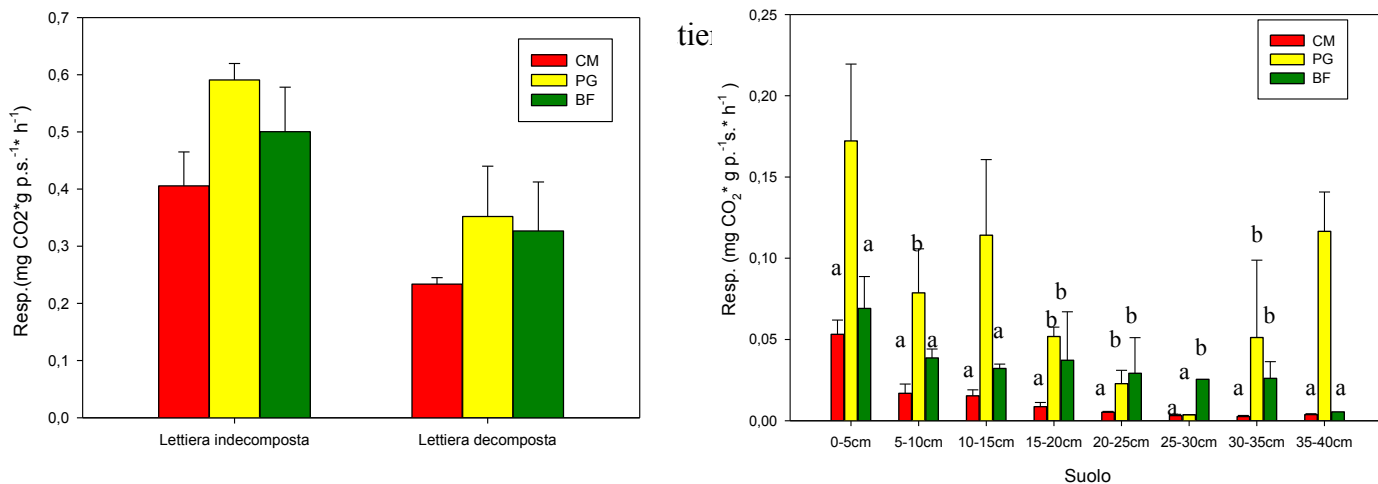 0,7
0,6
0,5
0,4
0,3
0,2
0,1
0,0
Resp.(mg CO2*g p.s.⁻¹* h⁻¹)
CM
PG
BF
Lettiera indecomposta
Lettiera decomposta
tie
0,25
0,20
0,15
0,10
0,05
0,00
Resp. (mg CO₂* g p.⁻¹s.* h⁻¹)
CM
PG
BF
a a
a b a
a a
a b b
a b b
a a b
a b b
a a
0-5cm 5-10cm 10-15cm 15-20cm 20-25cm 25-30cm 30-35cm 35-40cm
Suolo